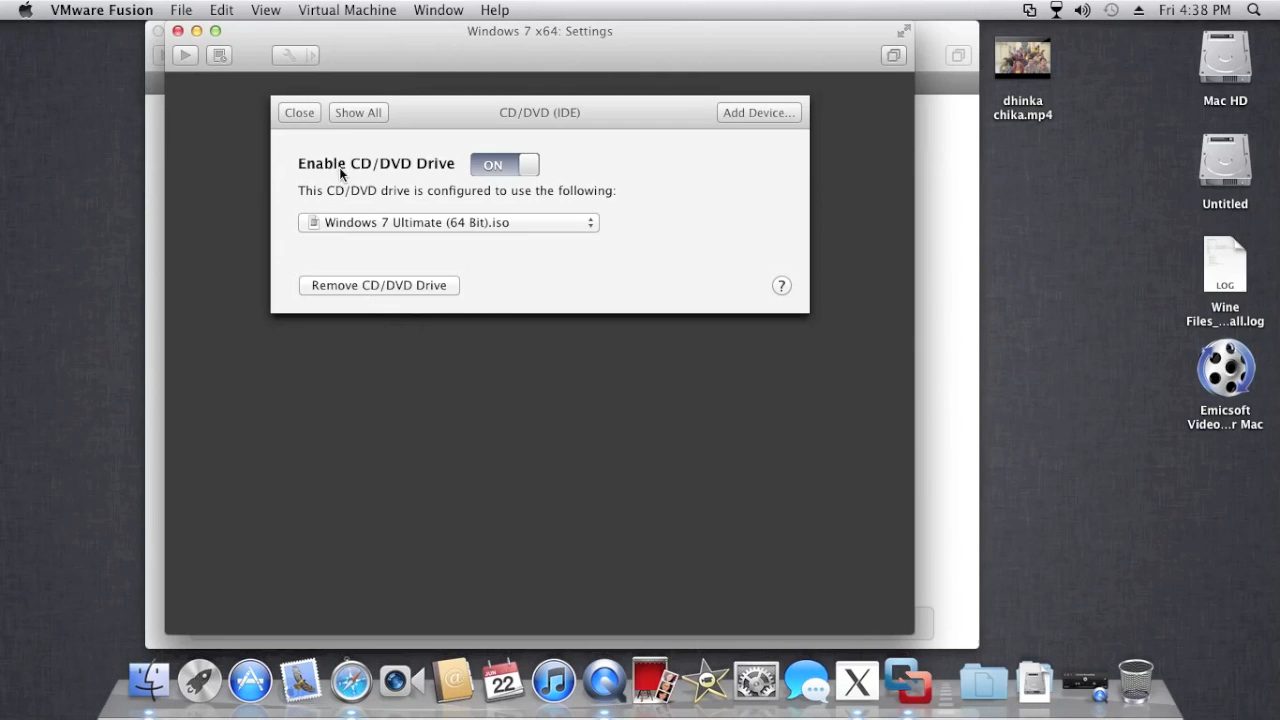 VMware Fusion File Edit View Virtual Machine Window Help Fri 4:38 PM
Windows 7 x64: Settings
Close Show All CD/DVD (IDE) Add Device...
Enable CD/DVD Drive ON
This CD/DVD drive is configured to use the following:
Windows 7 Ultimate (64 Bit).iso
Remove CD/DVD Drive ?
dhinka
chika.mp4
Mac HD
Untitled
LOG
Wine
Files_...all.log
Emicsoft
Video...r Mac
JUN
22